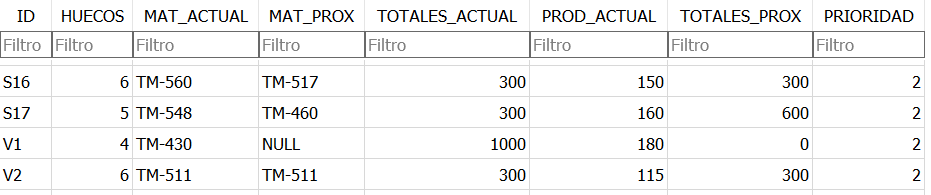 ID HUECOS MAT_ACTUAL MAT_PROX TOTALES_ACTUAL PROD_ACTUAL TOTALES_PROX PRIORIDAD
Filtro Filtro Filtro Filtro Filtro Filtro Filtro Filtro
S16 6 TM-560 TM-517 300 150 300 2
S17 5 TM-548 TM-460 300 160 600 2
V1 4 TM-430 NULL 1000 180 0 2
V2 6 TM-511 TM-511 300 115 300 2